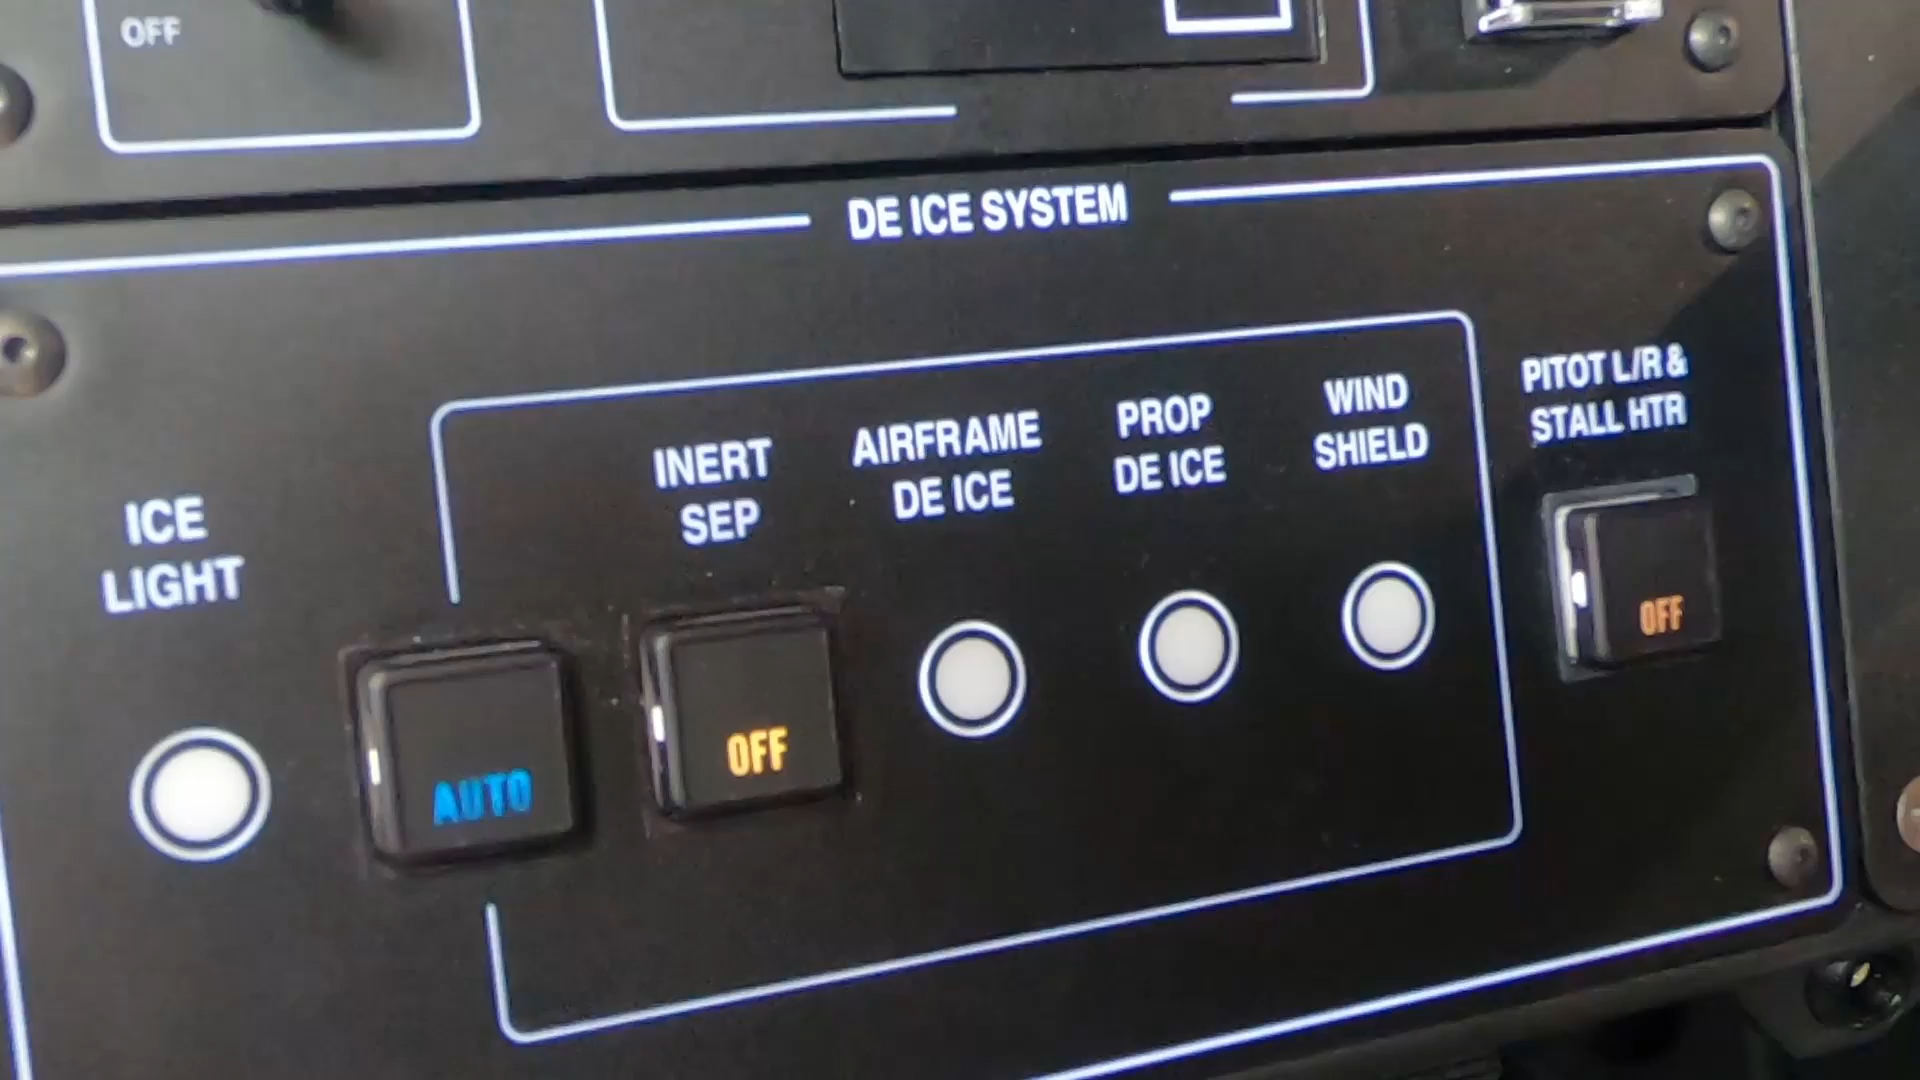 OFF
DE ICE SYSTEM
ICE
LIGHT
AUTO
INERT
SEP
OFF
AIRFRAME
DE ICE
PROP
DE ICE
WIND
SHIELD
PITOT L/R &
STALL HTR
OFF